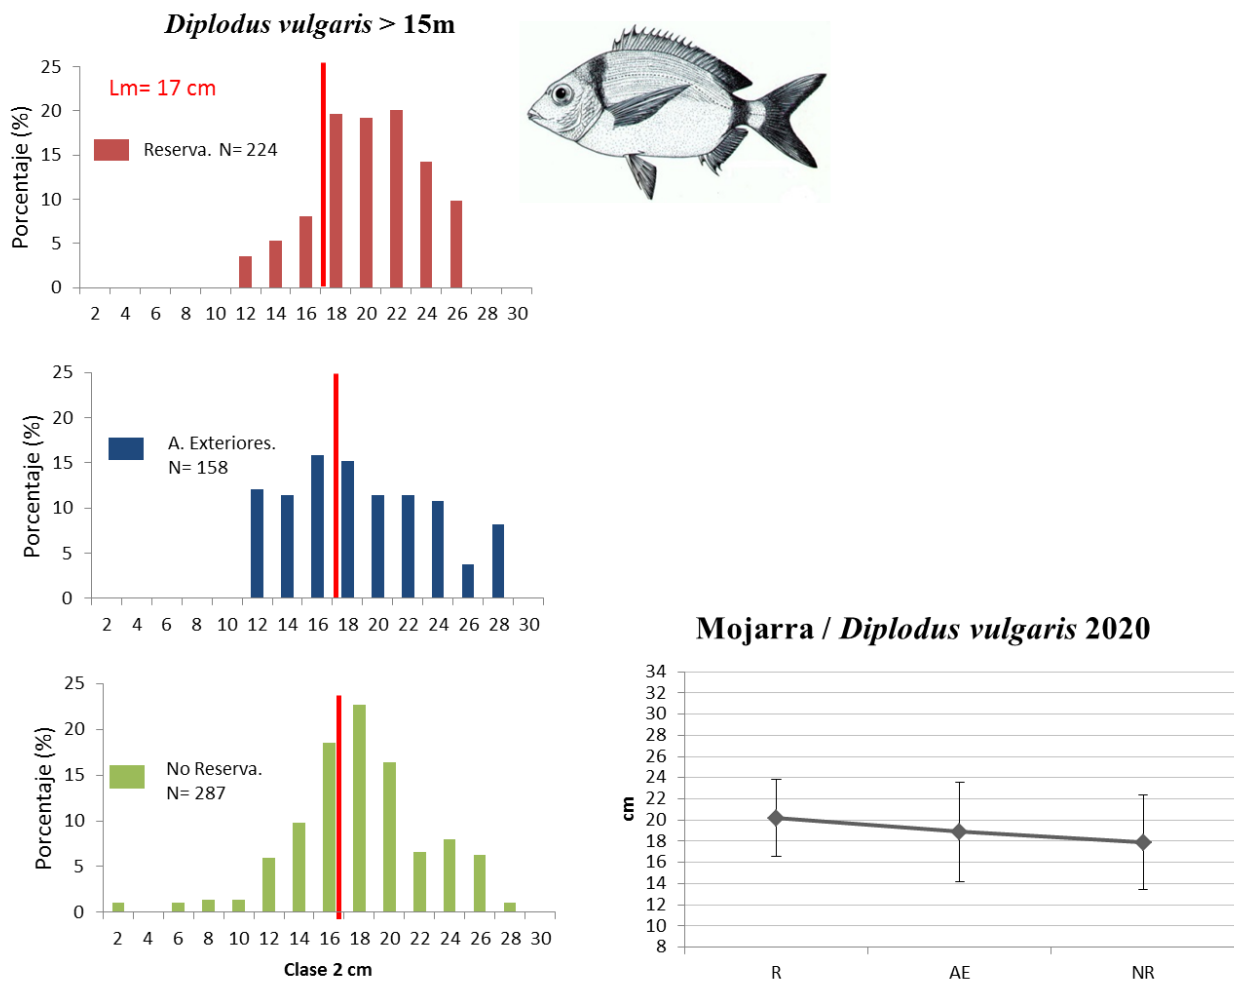 Diplodus vulgaris > 15m
25
20
15
10
5
0
Porcentaje (%)
Lm= 17 cm
Reserva. N= 224
2 4 6 8 10 12 14 16 18 20 22 24 26 28 30
25
20
15
10
5
0
Porcentaje (%)
A. Exteriores.
N= 158
2 4 6 8 10 12 14 16 18 20 22 24 26 28 30
25
20
15
10
5
0
Porcentaje (%)
No Reserva.
N= 287
2 4 6 8 10 12 14 16 18 20 22 24 26 28 30
Clase 2 cm
Mojarra / Diplodus vulgaris 2020
34
32
30
28
26
24
22
20
18
16
14
12
10
8
cm
R AE NR